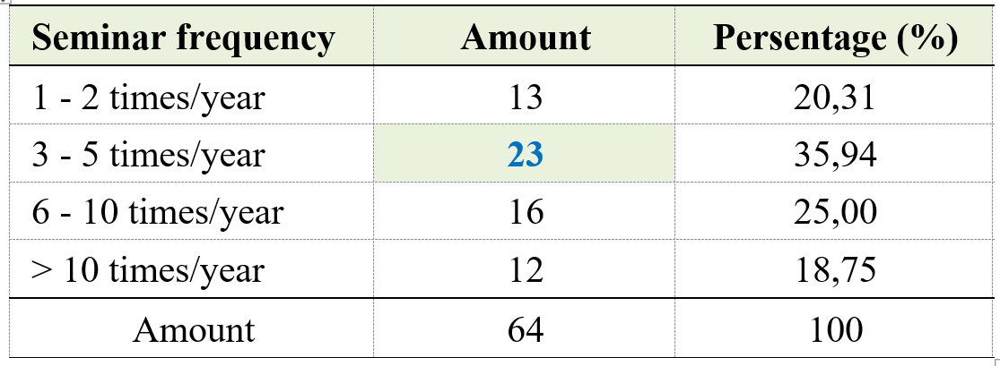 Seminar frequency Amount Persentage (%)
1 - 2 times/year 13 20,31
3 - 5 times/year 23 35,94
6 - 10 times/year 16 25,00
> 10 times/year 12 18,75
Amount 64 100